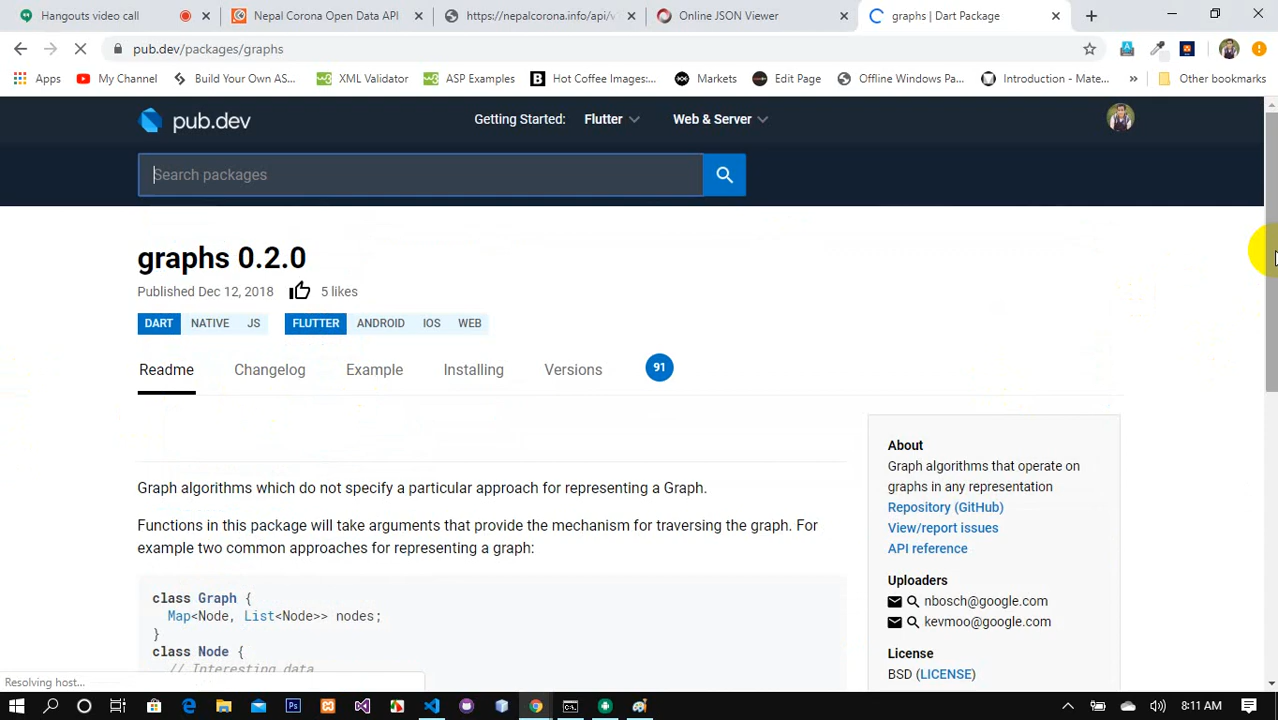 Hangouts video call
Nepal Corona Open Data API
https://nepalcorona.info/api/v
Online JSON Viewer
graphs | Dart Package
pub.dev/packages/graphs
Apps
My Channel
Build Your Own AS...
XML Validator
ASP Examples
Hot Coffee Images:...
Markets
Edit Page
Offline Windows Pa...
Introduction - Mate...
Other bookmarks
pub.dev
Getting Started:
Flutter
Web & Server
Search packages
graphs 0.2.0
Published Dec 12, 2018
5 likes
DART NATIVE JS
FLUTTER ANDROID IOS WEB
Readme
Changelog
Example
Installing
Versions
91
Graph algorithms which do not specify a particular approach for representing a Graph.
Functions in this package will take arguments that provide the mechanism for traversing the graph. For
example two common approaches for representing a graph:
class Graph {
Map<Node, List<Node>> nodes;
}
class Node {
// Interesting data
About
Graph algorithms that operate on
graphs in any representation
Repository (GitHub)
View/report issues
API reference
Uploaders
nbosch@google.com
kevmoo@google.com
License
BSD (LICENSE)
Resolving host...
8:11 AM